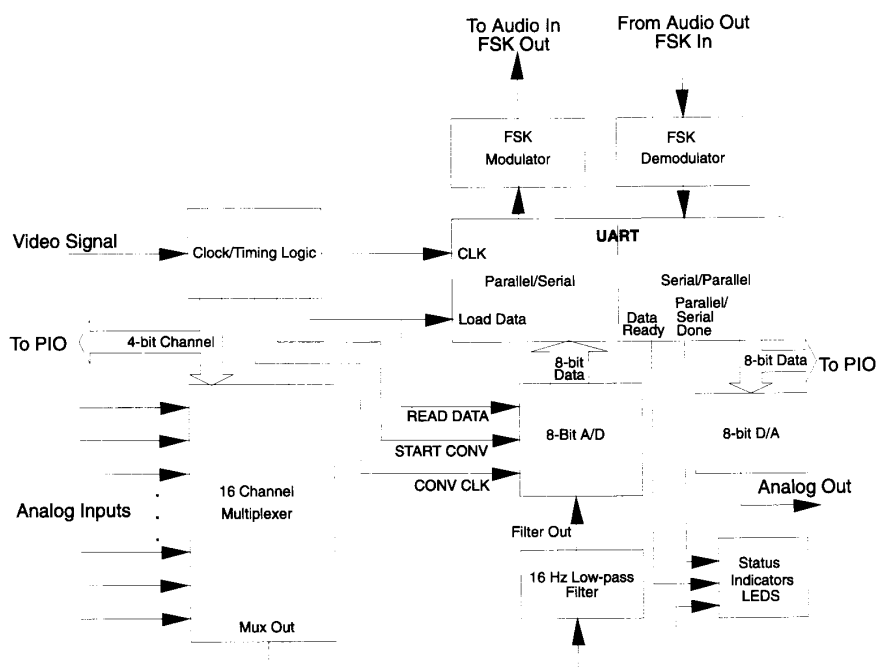 To Audio In
FSK Out
From Audio Out
FSK In
FSK
Modulator
FSK
Demodulator
Video Signal
Clock/Timing Logic
CLK
UART
Parallel/Serial
Serial/Parallel
Load Data
Data
Ready
Parallel/
Serial
Done
To PIO
4-bit Channel
8-bit
Data
8-bit Data
To PIO
READ DATA
START CONV
CONV CLK
8-Bit A/D
8-bit D/A
Analog Inputs
16 Channel
Multiplexer
Analog Out
Filter Out
16 Hz Low-pass
Filter
Status
Indicators
LEDS
Mux Out